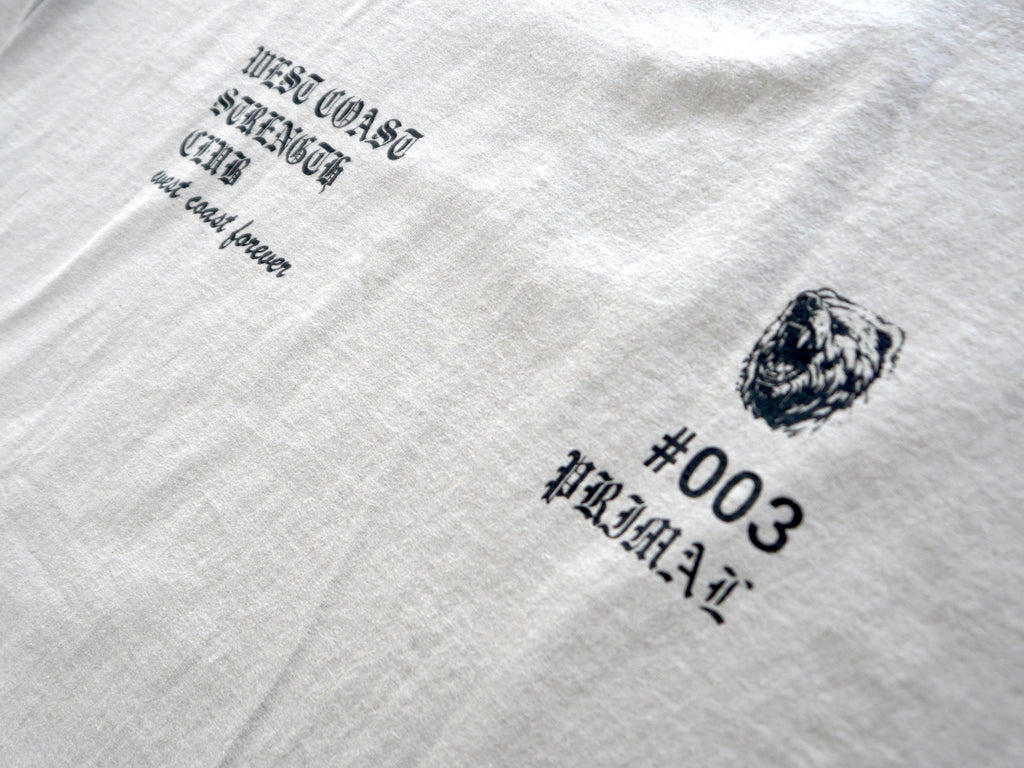 WEST COAST
STRENGTH
CLUB
west coast forever
#003
PRIMAL